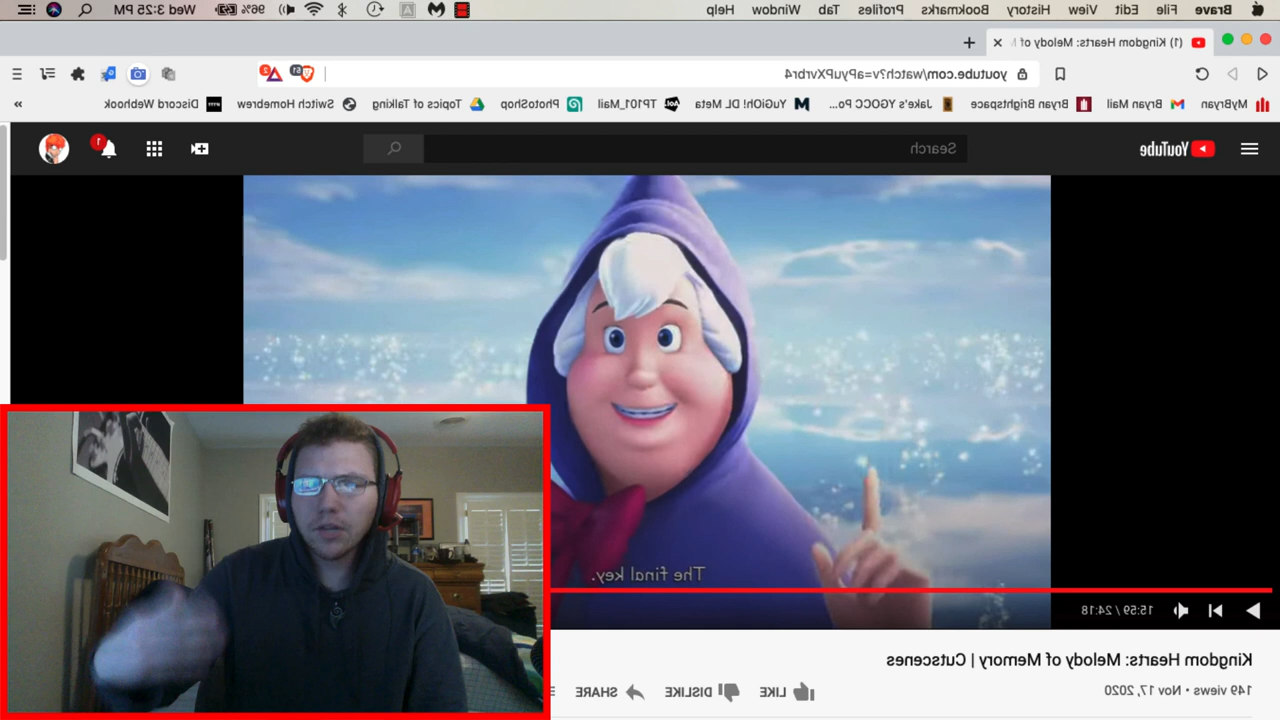 Brave File Edit View History Bookmarks Profiles Tab Window Help 96% Wed 3:25 PM
(1) Kingdom Hearts: Melody of M
youtube.com/watch?v=aPyuPXvrbr4
MyBryan Bryan Mail Bryan Brightspace Jake's YGOCC Po... YuGiOh! DL Meta TP101_Mail PhotoShop Topics of Talking Switch Homebrew Discord Webhook »
YouTube Search 1
The final key.
15:59 / 24:18
Kingdom Hearts: Melody of Memory | Cutscenes
149 views • Nov 17, 2020 LIKE DISLIKE SHARE